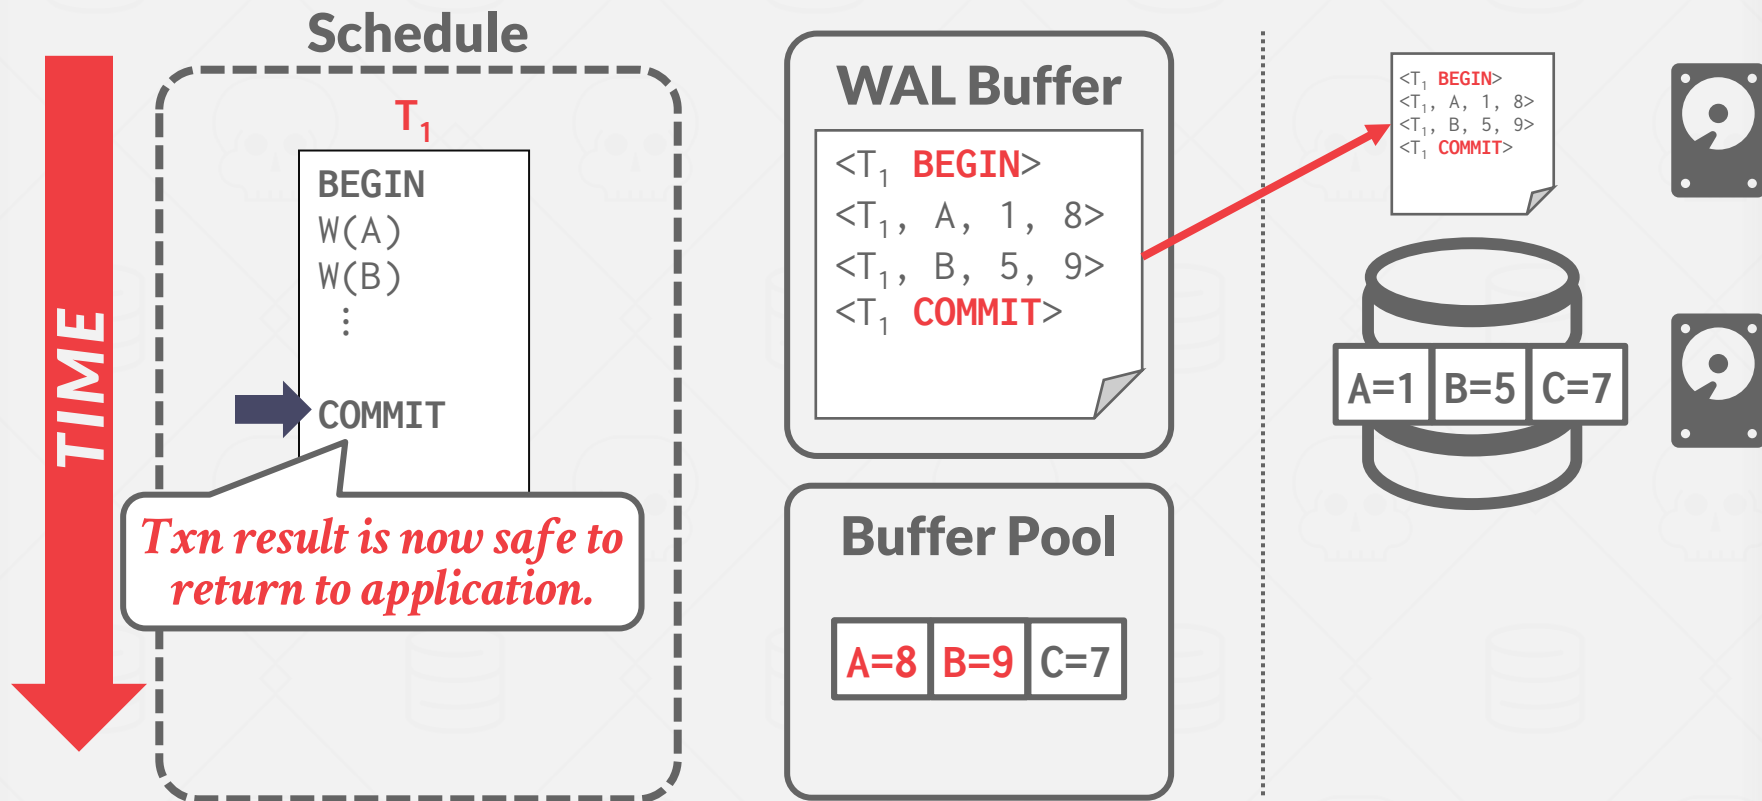 Schedule
TIME
T₁
BEGIN
W(A)
W(B)
⋮
COMMIT
Txn result is now safe to
return to application.
WAL Buffer
<T₁ BEGIN>
<T₁, A, 1, 8>
<T₁, B, 5, 9>
<T₁ COMMIT>
Buffer Pool
A=8 B=9 C=7
<T₁ BEGIN>
<T₁, A, 1, 8>
<T₁, B, 5, 9>
<T₁ COMMIT>
A=1 B=5 C=7